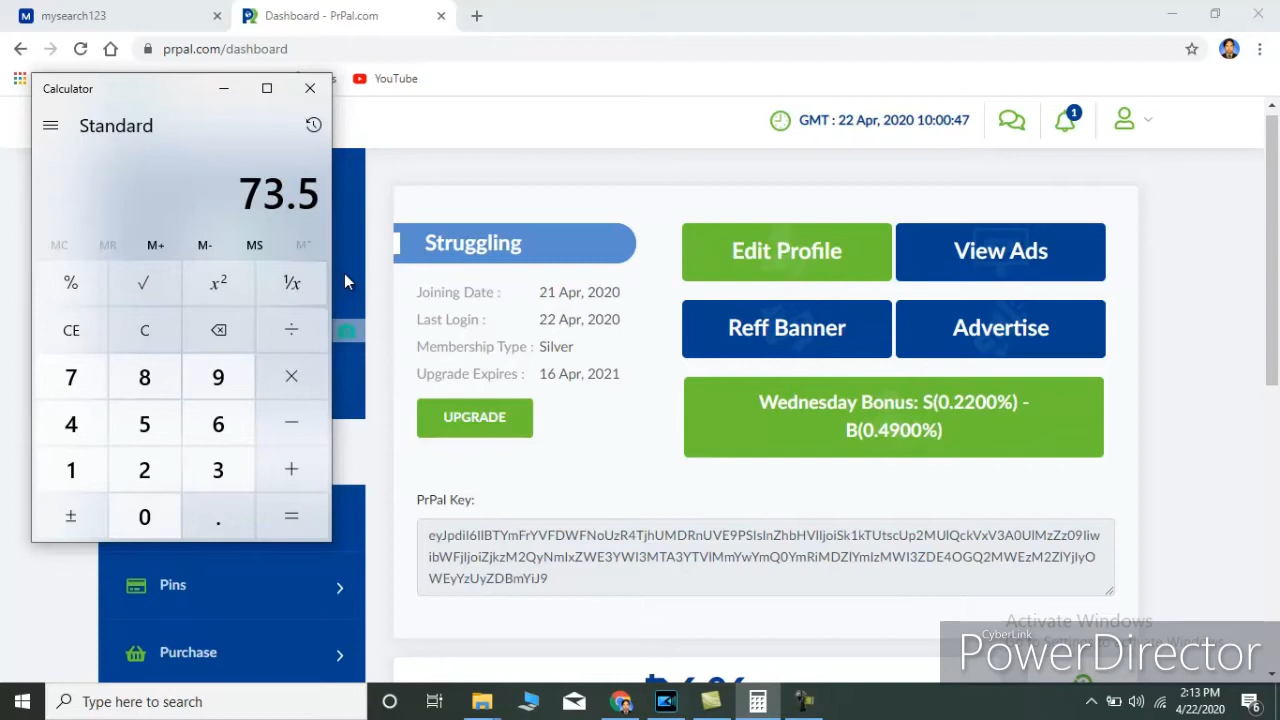 mysearch123
Dashboard - PrPal.com
prpal.com/dashboard
YouTube
Calculator
Standard
73.5
MC MR M+ M- MS
% √ x² ¹/x
CE C ÷
7 8 9 ×
4 5 6 −
1 2 3 +
± 0 . =
GMT : 22 Apr, 2020 10:00:47
1
Struggling
Joining Date : 21 Apr, 2020
Last Login : 22 Apr, 2020
Membership Type : Silver
Upgrade Expires : 16 Apr, 2021
UPGRADE
Edit Profile
View Ads
Reff Banner
Advertise
Wednesday Bonus: S(0.2200%) -
B(0.4900%)
PrPal Key:
Pins
Purchase
Activate Windows
CyberLink
PowerDirector
Type here to search
2:13 PM
4/22/2020
6